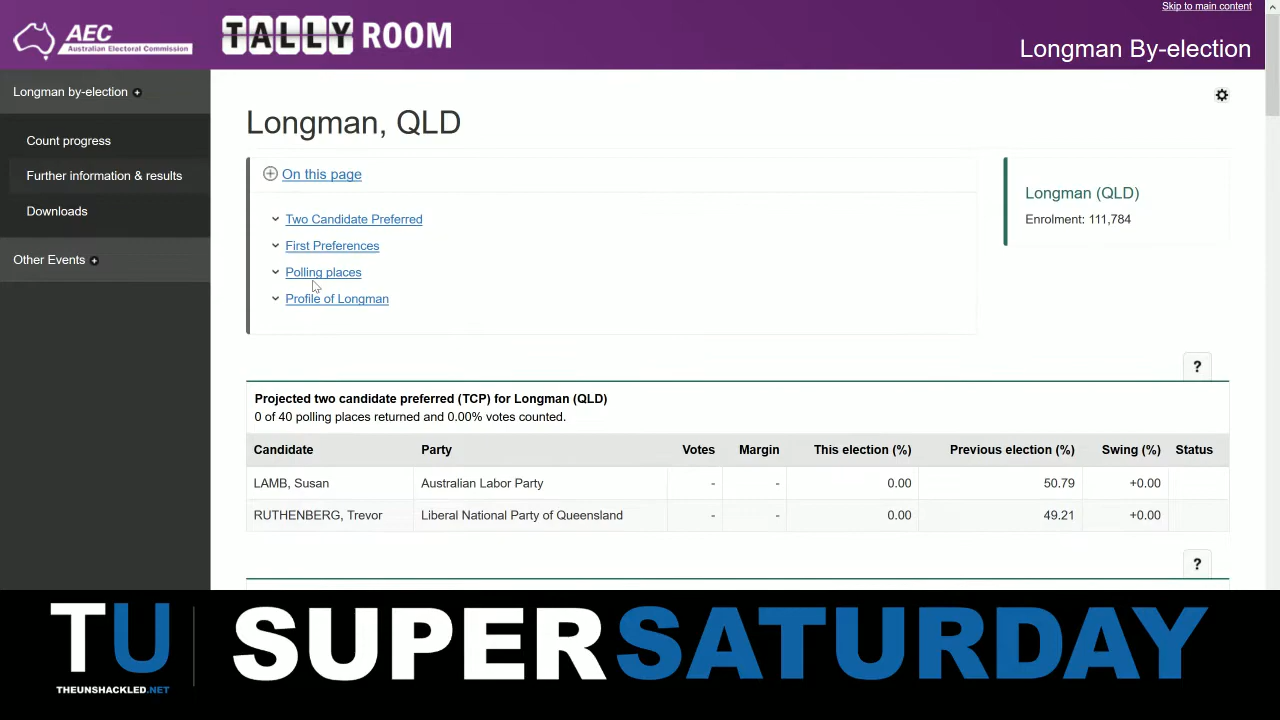 Skip to main content
AEC
Australian Electoral Commission
TALLY ROOM
Longman By-election
Longman by-election
Count progress
Further information & results
Downloads
Other Events
Longman, QLD
On this page
Two Candidate Preferred
First Preferences
Polling places
Profile of Longman
Longman (QLD)
Enrolment: 111,784
?
Projected two candidate preferred (TCP) for Longman (QLD)
0 of 40 polling places returned and 0.00% votes counted.
Candidate Party Votes Margin This election (%) Previous election (%) Swing (%) Status
LAMB, Susan Australian Labor Party - - 0.00 50.79 +0.00
RUTHENBERG, Trevor Liberal National Party of Queensland - - 0.00 49.21 +0.00
?
TU
THEUNSHACKLED.NET
SUPERSATURDAY